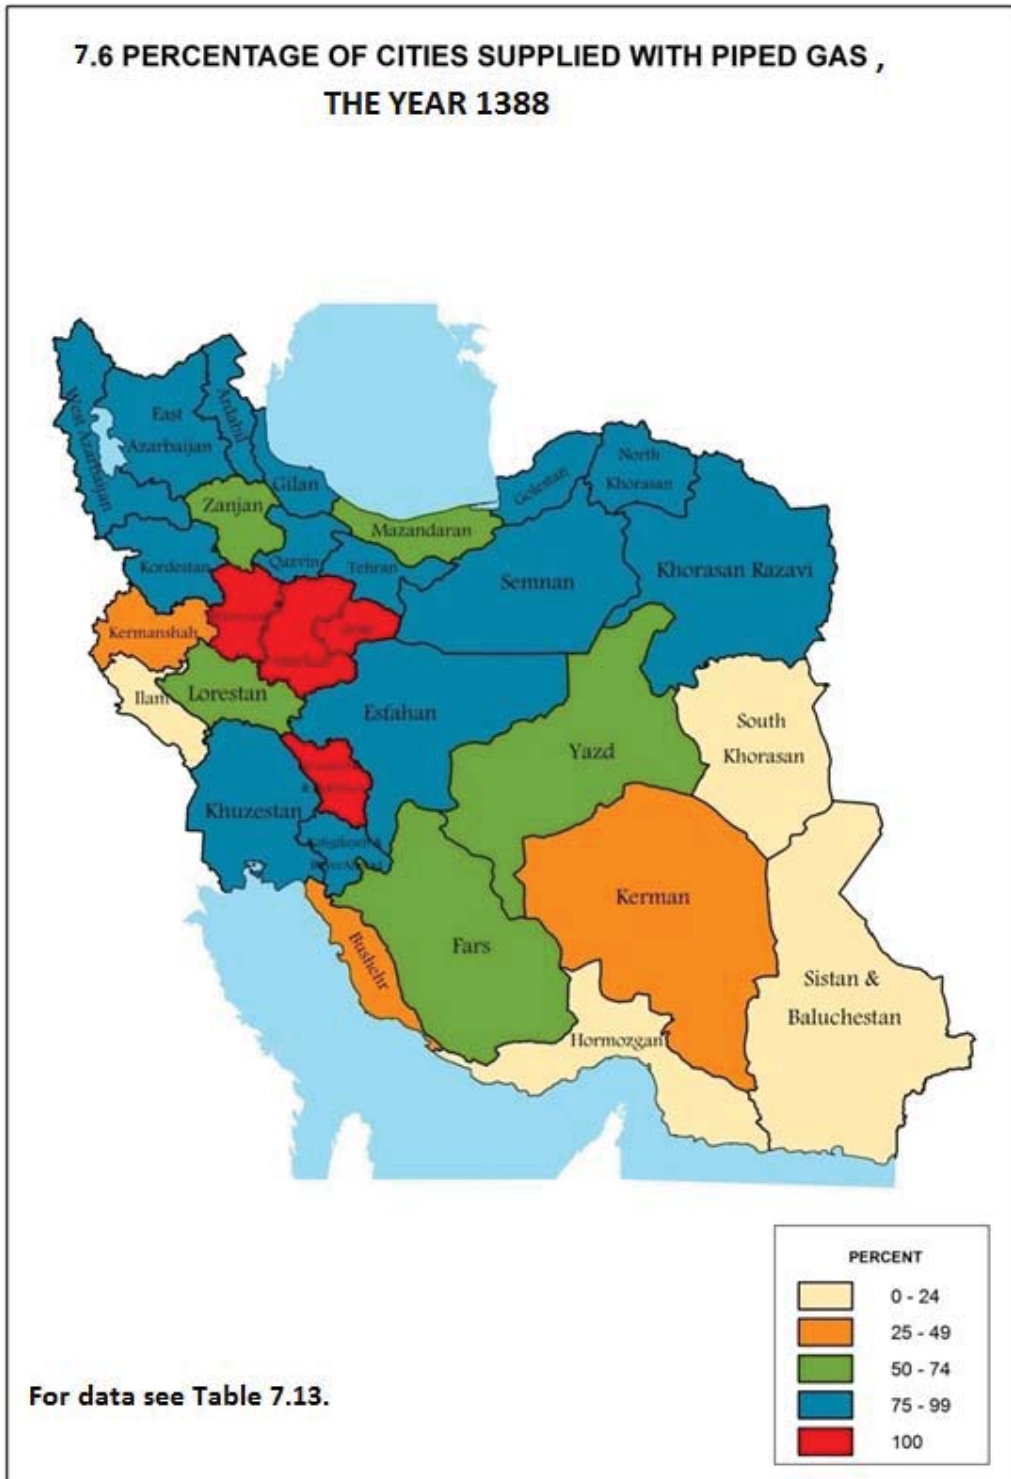 7.6 PERCENTAGE OF CITIES SUPPLIED WITH PIPED GAS ,
THE YEAR 1388
West Azarbaijan
East
Azarbaijan
Ardabil
Gilan
Zanjan
Mazandaran
Golestan
North
Khorasan
Kordestan
Qazvin
Tehran
Semnan
Khorasan Razavi
Kermanshah
Ilam
Lorestan
Esfahan
Yazd
South
Khorasan
Khuzestan
Kerman
Fars
Bushehr
Sistan &
Baluchestan
Hormozgan
PERCENT
0 - 24
25 - 49
50 - 74
75 - 99
100
For data see Table 7.13.